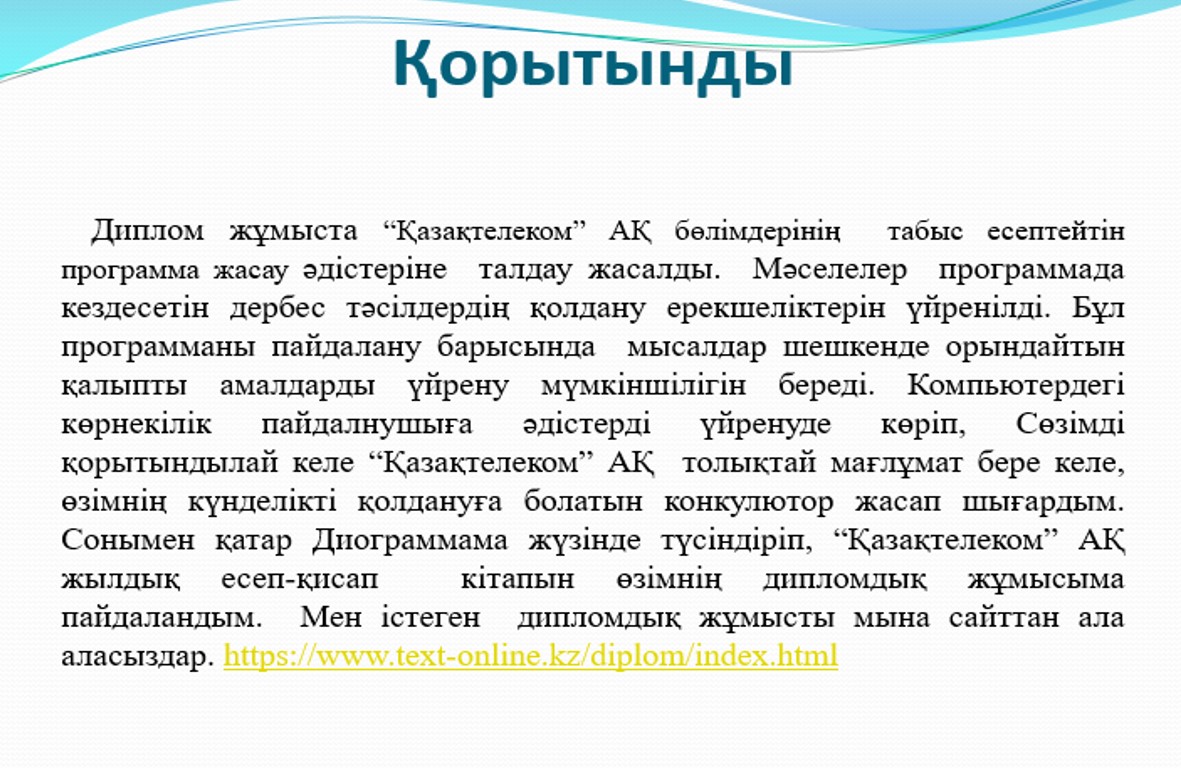 Қорытынды
Диплом жұмыста “Қазақтелеком” АҚ бөлімдерінің табыс есептейтін
программа жасау әдістеріне талдау жасалды. Мәселелер программада
кездесетін дербес тәсілдердің қолдану ерекшеліктерін үйренілді. Бұл
программаны пайдалану барысында мысалдар шешкенде орындайтын
қалыпты амалдарды үйрену мүмкіншілігін береді. Компьютердегі
көрнекілік пайдалнушыға әдістерді үйренуде көріп, Сөзімді
қорытындылай келе “Қазақтелеком” АҚ толықтай мағлұмат бере келе,
өзімнің күнделікті қолдануға болатын конкулютор жасап шығардым.
Сонымен қатар Диограммама жүзінде түсіндіріп, “Қазақтелеком” АҚ
жылдық есеп-қисап кітапын өзімнің дипломдық жұмысыма
пайдаландым. Мен істеген дипломдық жұмысты мына сайттан ала
аласыздар. https://www.text-online.kz/diplom/index.html